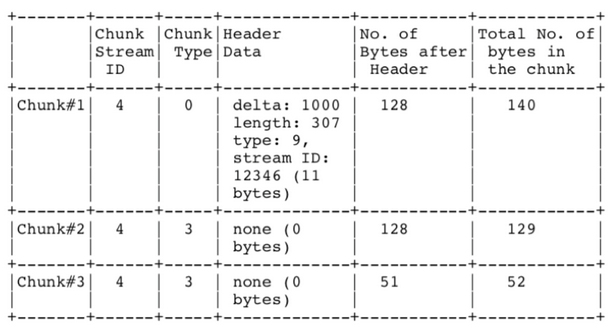 +-------+------+-----+-------------+-----------+------------+
|       |Chunk |Chunk|Header       |No. of     |Total No. of|
|       |Stream| Type|Data         |Bytes after|bytes in    |
|       | ID   |     |             | Header    | the chunk  |
+-------+------+-----+-------------+-----------+------------+
|Chunk#1|  4   |  0  | delta: 1000 |  128      |  140       |
|       |      |     | length: 307 |           |            |
|       |      |     | type: 9,    |           |            |
|       |      |     | stream ID:  |           |            |
|       |      |     | 12346 (11   |           |            |
|       |      |     | bytes)      |           |            |
+-------+------+-----+-------------+-----------+------------+
|Chunk#2|  4   |  3  | none (0     |  128      |  129       |
|       |      |     | bytes)      |           |            |
+-------+------+-----+-------------+-----------+------------+
|Chunk#3|  4   |  3  | none (0     |  51       |  52        |
|       |      |     | bytes)      |           |            |
+-------+------+-----+-------------+-----------+------------+